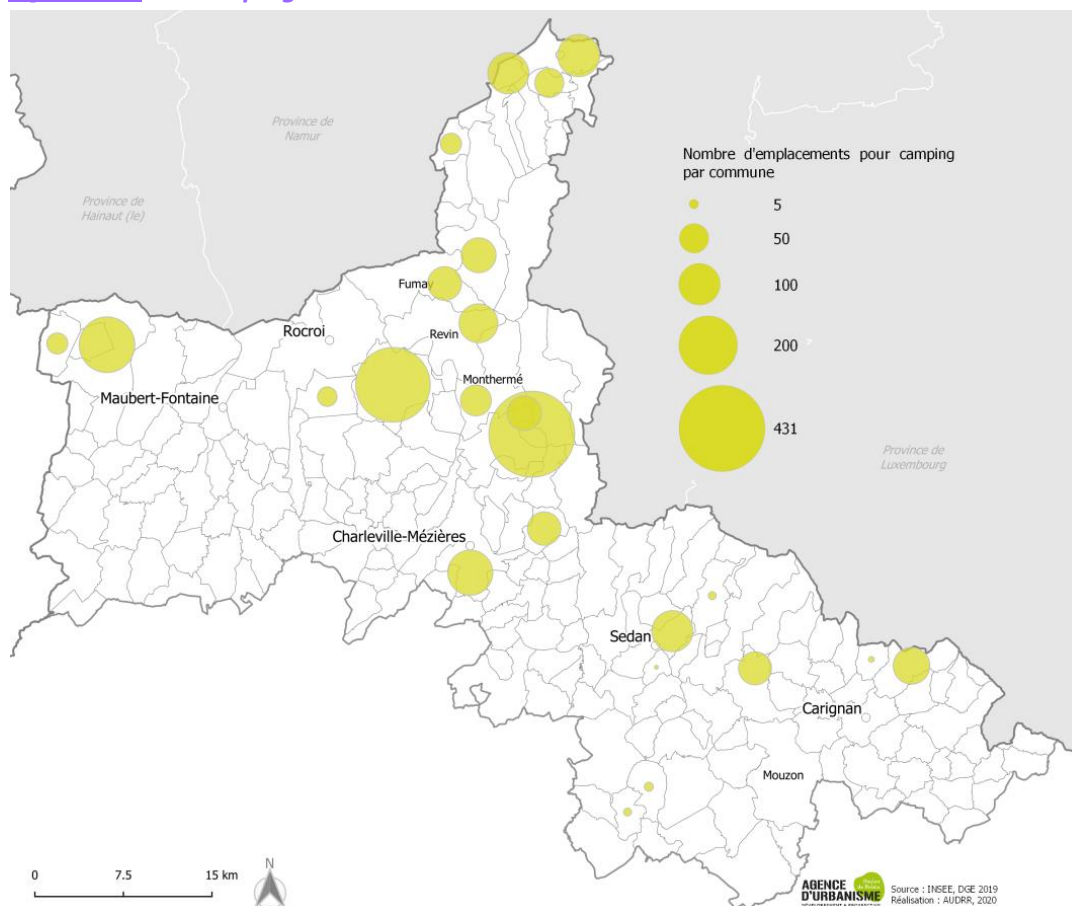 Province de
Namur
Province de
Hainaut (le)
Nombre d'emplacements pour camping
par commune
5
50
100
200
431
Fumay
Rocroi
Revin
Monthermé
Maubert-Fontaine
Province de
Luxembourg
Charleville-Mézières
Sedan
Carignan
Mouzon
0 7.5 15 km
N
AGENCE
D'URBANISME
Source : INSEE, DGE 2019
Réalisation : AUDRR, 2020